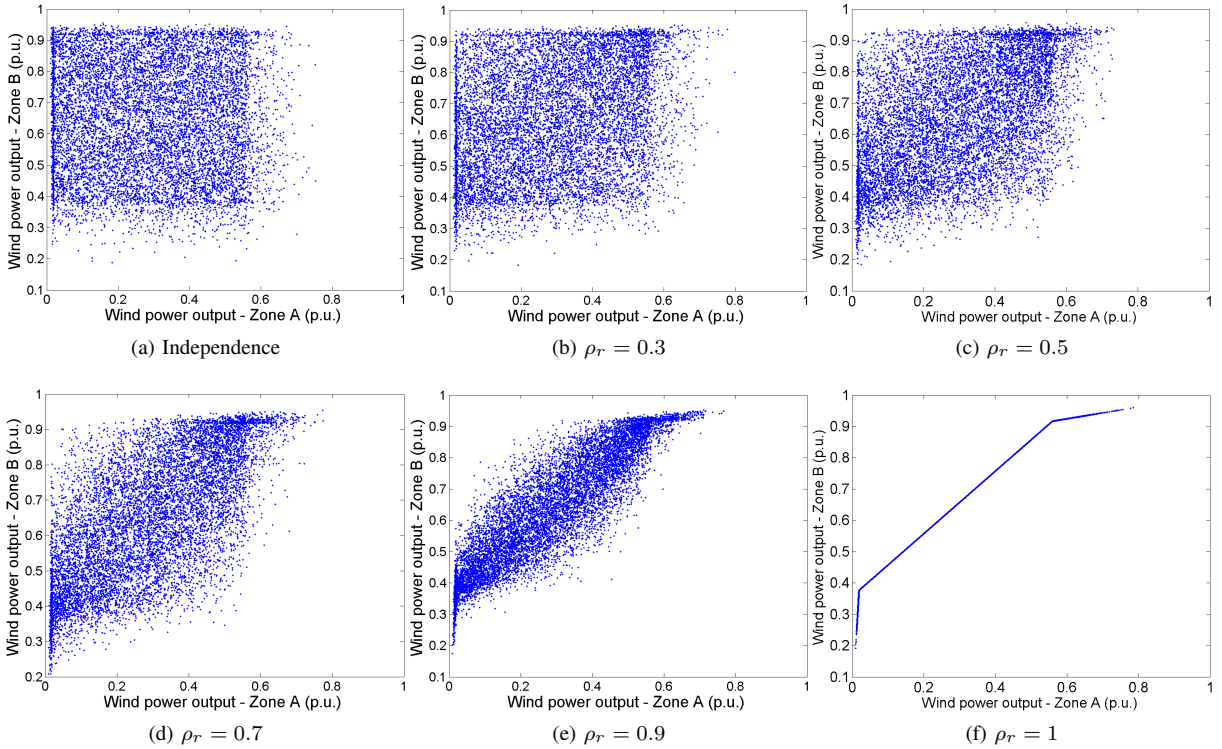 1
0.9
0.8
0.7
0.6
0.5
0.4
0.3
0.2
0.1
0 0.2 0.4 0.6 0.8 1
Wind power output - Zone B (p.u.)
Wind power output - Zone A (p.u.)
(a) Independence
1
0.9
0.8
0.7
0.6
0.5
0.4
0.3
0.2
0.1
0 0.2 0.4 0.6 0.8 1
Wind power output - Zone B (p.u.)
Wind power output - Zone A (p.u.)
(b) ρr = 0.3
1
0.9
0.8
0.7
0.6
0.5
0.4
0.3
0.2
0.1
0 0.2 0.4 0.6 0.8 1
Wind power output - Zone B (p.u.)
Wind power output - Zone A (p.u.)
(c) ρr = 0.5
1
0.9
0.8
0.7
0.6
0.5
0.4
0.3
0.2
0 0.2 0.4 0.6 0.8 1
Wind power output - Zone B (p.u.)
Wind power output - Zone A (p.u.)
(d) ρr = 0.7
1
0.9
0.8
0.7
0.6
0.5
0.4
0.3
0.2
0.1
0 0.2 0.4 0.6 0.8 1
Wind power output - Zone B (p.u.)
Wind power output - Zone A (p.u.)
(e) ρr = 0.9
1
0.9
0.8
0.7
0.6
0.5
0.4
0.3
0.2
0.1
0 0.2 0.4 0.6 0.8 1
Wind power output - Zone B (p.u.)
Wind power output - Zone A (p.u.)
(f) ρr = 1